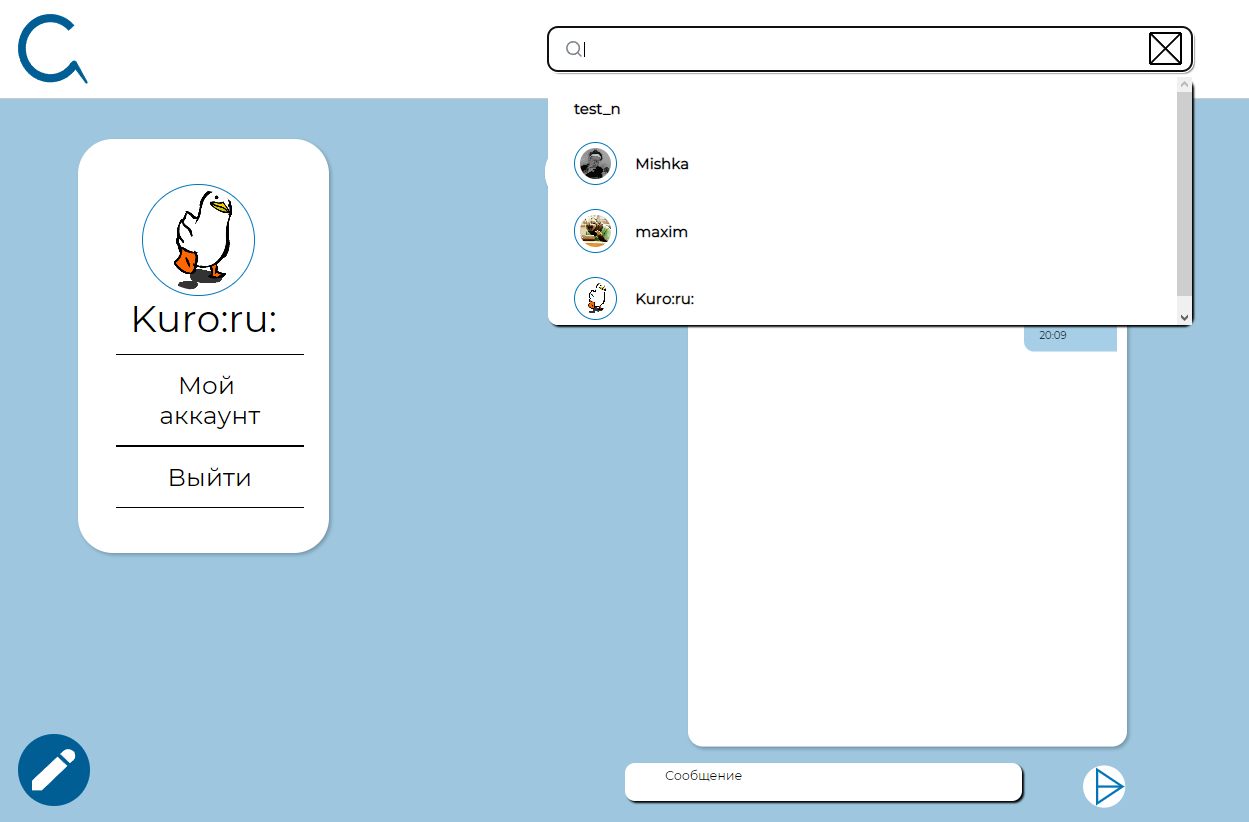 test_n
Mishka
maxim
Kuro:ru:
Kuro:ru:
Мой
аккаунт
Выйти
20:09
Сообщение